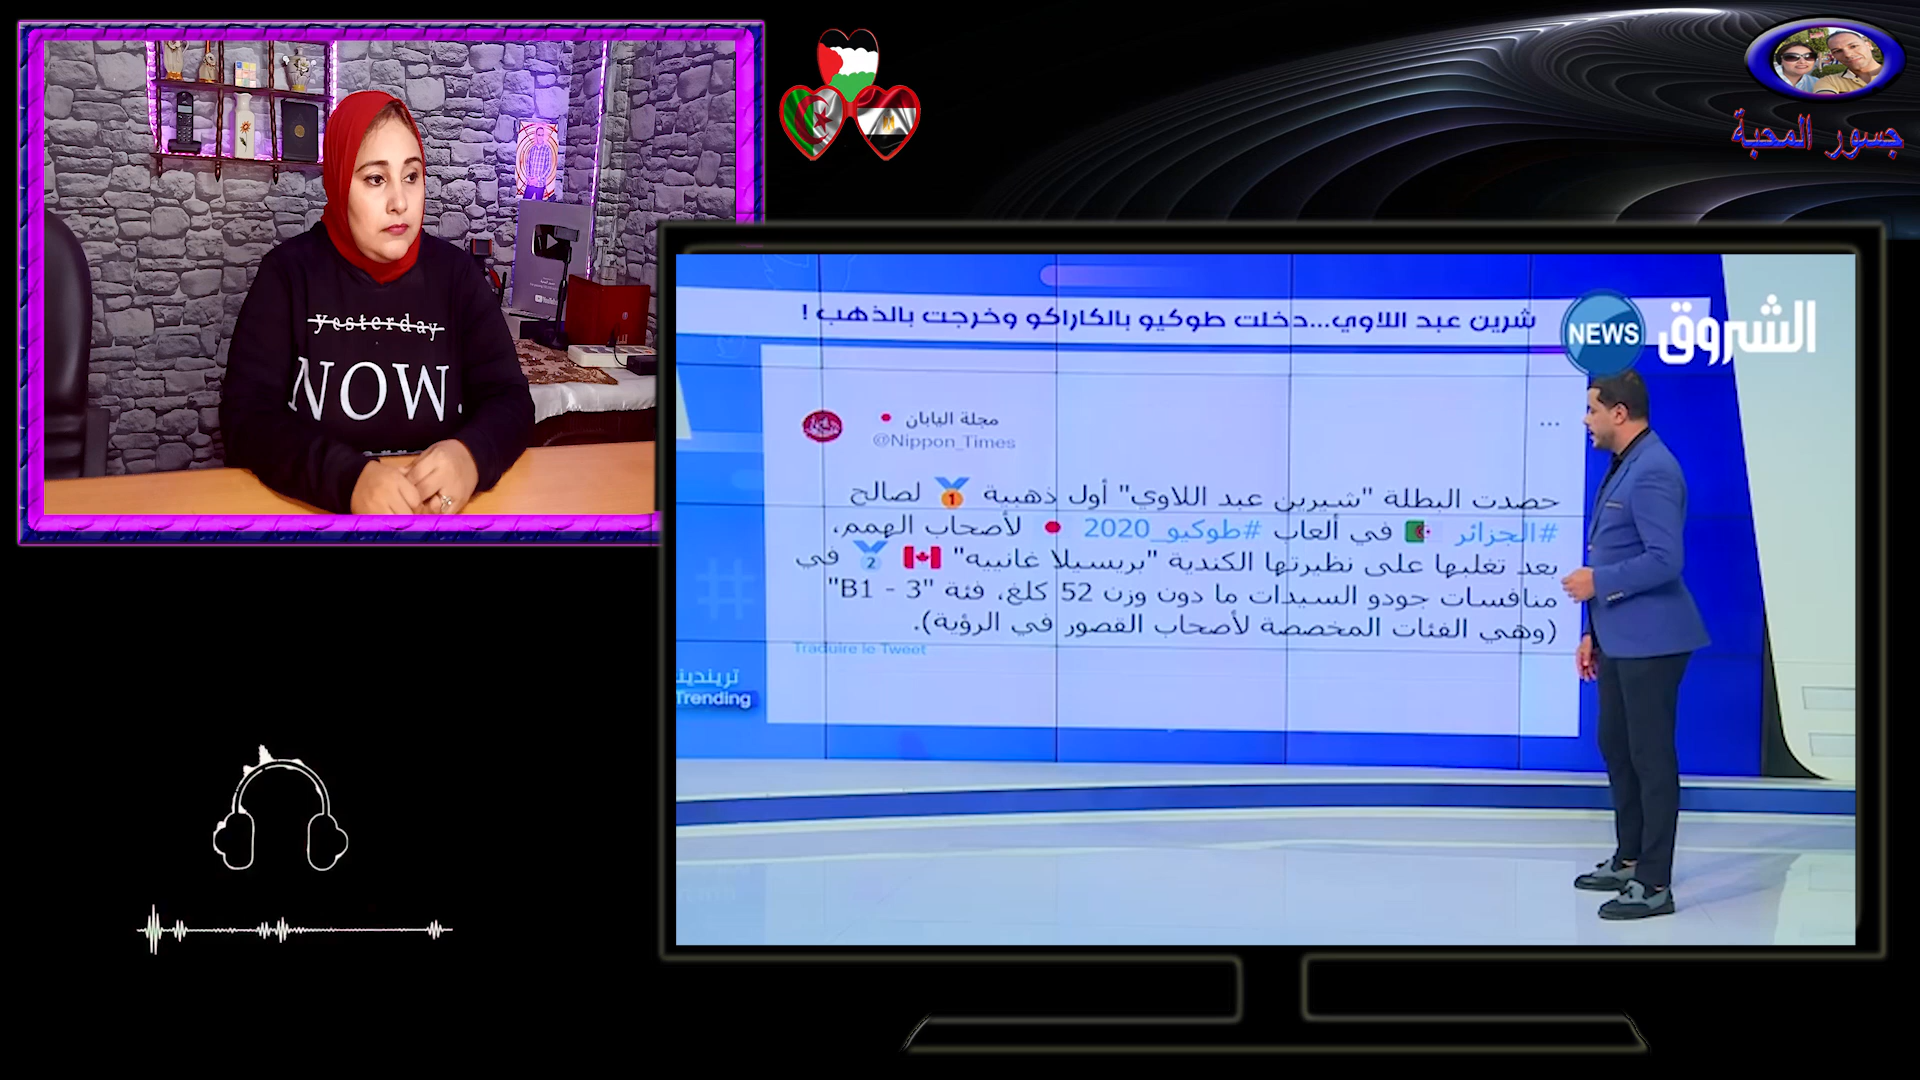 جسور المحبة
yesterday
NOW.
YouTube
NEWS الشروق
شرين عبد اللاوي...دخلت طوكيو بالكاراكو وخرجت بالذهب !
مجلة اليابان
@Nippon_Times
...
حصدت البطلة "شيرين عبد اللاوي" أول ذهبية 🥇 لصالح
#الجزائر 🇩🇿 في ألعاب #طوكيو_2020 🇯🇵 لأصحاب الهمم،
بعد تغلبها على نظيرتها الكندية "بريسيلا غانييه" 🇨🇦 🥈 في
منافسات جودو السيدات ما دون وزن 52 كلغ، فئة "B1 - 3"
(وهي الفئات المخصصة لأصحاب القصور في الرؤية).
Traduire le Tweet
#
تريندينغ
Trending